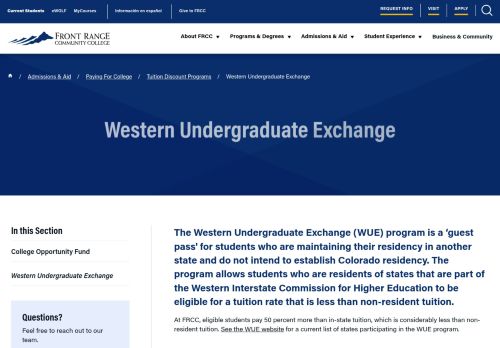 Current Students eWOLF MyCourses Información en español Give to FRCC REQUEST INFO VISIT APPLY
FRONT RANGE
COMMUNITY COLLEGE
About FRCC Programs & Degrees Admissions & Aid Student Experience Business & Community
/ Admissions & Aid / Paying For College / Tuition Discount Programs / Western Undergraduate Exchange
Western Undergraduate Exchange
In this Section
College Opportunity Fund
Western Undergraduate Exchange
Questions?
Feel free to reach out to our
team.
The Western Undergraduate Exchange (WUE) program is a ‘guest
pass’ for students who are maintaining their residency in another
state and do not intend to establish Colorado residency. The
program allows students who are residents of states that are part of
the Western Interstate Commission for Higher Education to be
eligible for a tuition rate that is less than non-resident tuition.
At FRCC, eligible students pay 50 percent more than in-state tuition, which is considerably less than non-
resident tuition. See the WUE website for a current list of states participating in the WUE program.